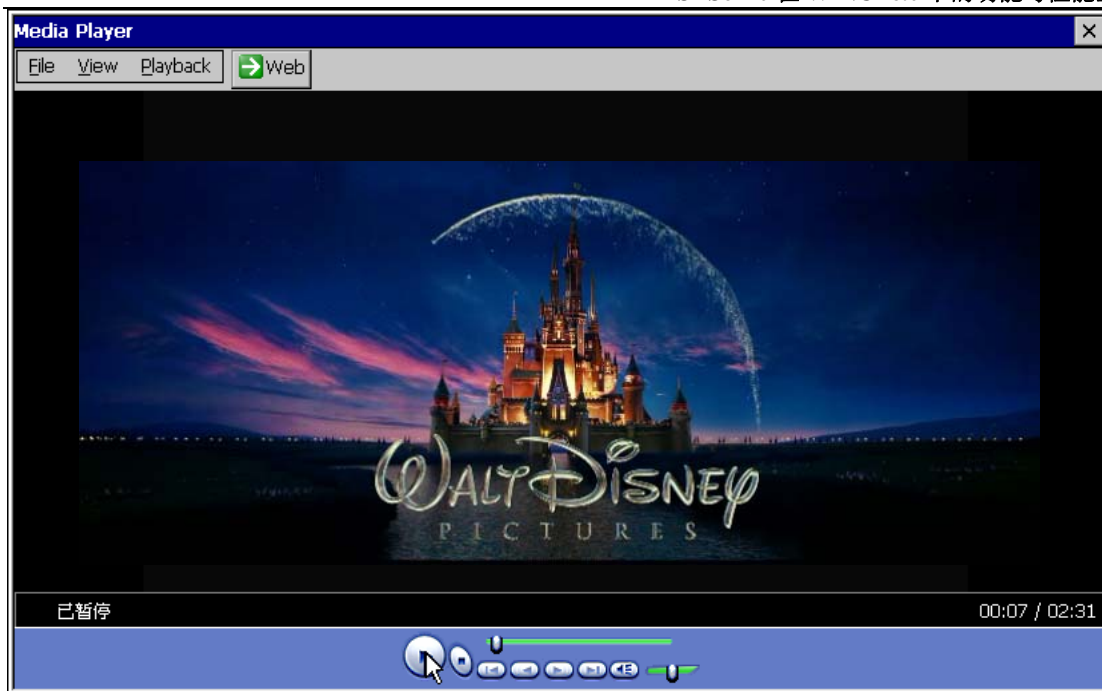 Media Player
File View Playback Web
WALT DISNEY
PICTURES
已暂停 00:07 / 02:31